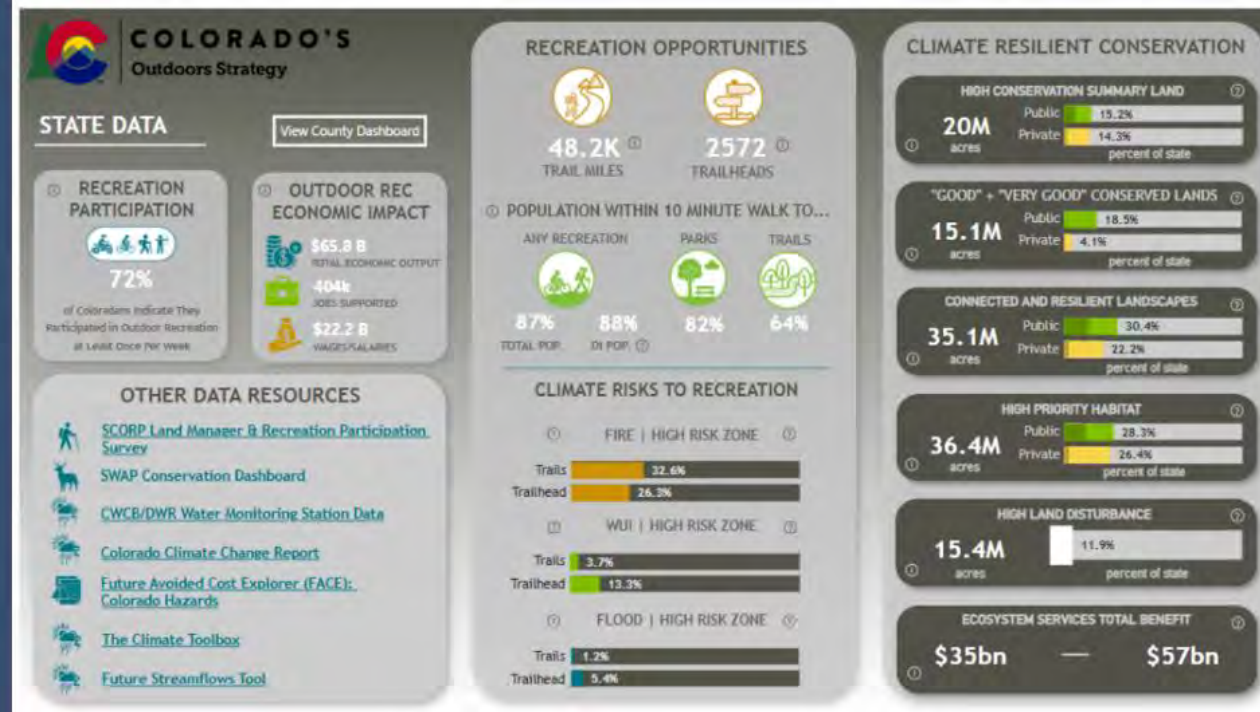 COLORADO'S
Outdoors Strategy
STATE DATA
View County Dashboard
RECREATION
PARTICIPATION
72%
of Coloradans Indicate They
Participated in Outdoor Recreation
at Least Once Per Week
OUTDOOR REC
ECONOMIC IMPACT
$65.8 B
TOTAL ECONOMIC OUTPUT
404k
JOBS SUPPORTED
$22.2 B
WAGES/SALARIES
OTHER DATA RESOURCES
SCORP Land Manager & Recreation Participation
Survey
SWAP Conservation Dashboard
CWCB/DWR Water Monitoring Station Data
Colorado Climate Change Report
Future Avoided Cost Explorer (FACE):
Colorado Hazards
The Climate Toolbox
Future Streamflows Tool
RECREATION OPPORTUNITIES
48.2K
TRAIL MILES
2572
TRAILHEADS
POPULATION WITHIN 10 MINUTE WALK TO...
ANY RECREATION PARKS TRAILS
87% 88% 82% 64%
TOTAL POP. DI POP.
CLIMATE RISKS TO RECREATION
FIRE | HIGH RISK ZONE
Trails 32.6%
Trailhead 26.3%
WUI | HIGH RISK ZONE
Trails 3.7%
Trailhead 13.3%
FLOOD | HIGH RISK ZONE
Trails 1.2%
Trailhead 5.4%
CLIMATE RESILIENT CONSERVATION
HIGH CONSERVATION SUMMARY LAND
20M
acres
Public 15.2%
Private 14.3%
percent of state
"GOOD" + "VERY GOOD" CONSERVED LANDS
15.1M
acres
Public 18.5%
Private 4.1%
percent of state
CONNECTED AND RESILIENT LANDSCAPES
35.1M
acres
Public 30.4%
Private 22.2%
percent of state
HIGH PRIORITY HABITAT
36.4M
acres
Public 28.3%
Private 26.4%
percent of state
HIGH LAND DISTURBANCE
15.4M
acres
11.9%
percent of state
ECOSYSTEM SERVICES TOTAL BENEFIT
$35bn — $57bn